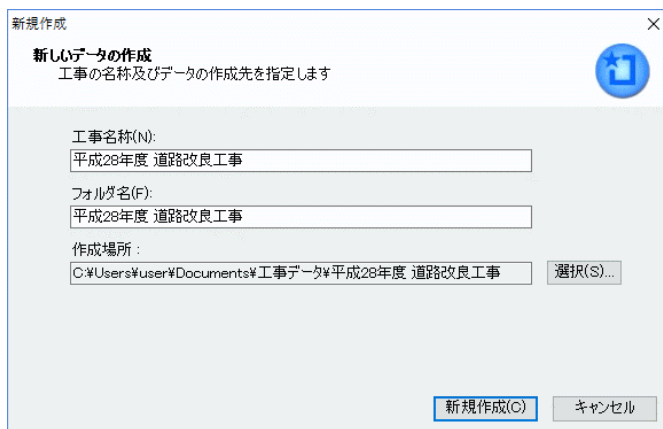 新規作成
新しいデータの作成
工事の名称及びデータの作成先を指定します
工事名称(N):
平成28年度 道路改良工事
フォルダ名(F):
平成28年度 道路改良工事
作成場所 :
C:¥Users¥user¥Documents¥工事データ¥平成28年度 道路改良工事
選択(S)...
新規作成(C)
キャンセル